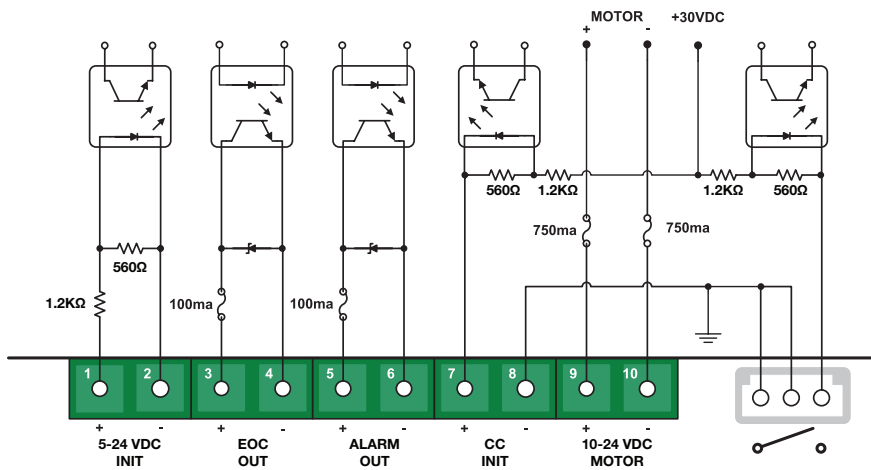 MOTOR
+ - +30VDC
560Ω 1.2KΩ 1.2KΩ 560Ω
750ma 750ma
560Ω
1.2KΩ 100ma 100ma
1 2 3 4 5 6 7 8 9 10
+ - + - + - + - + -
5-24 VDC INIT
EOC OUT
ALARM OUT
CC INIT
10-24 VDC MOTOR